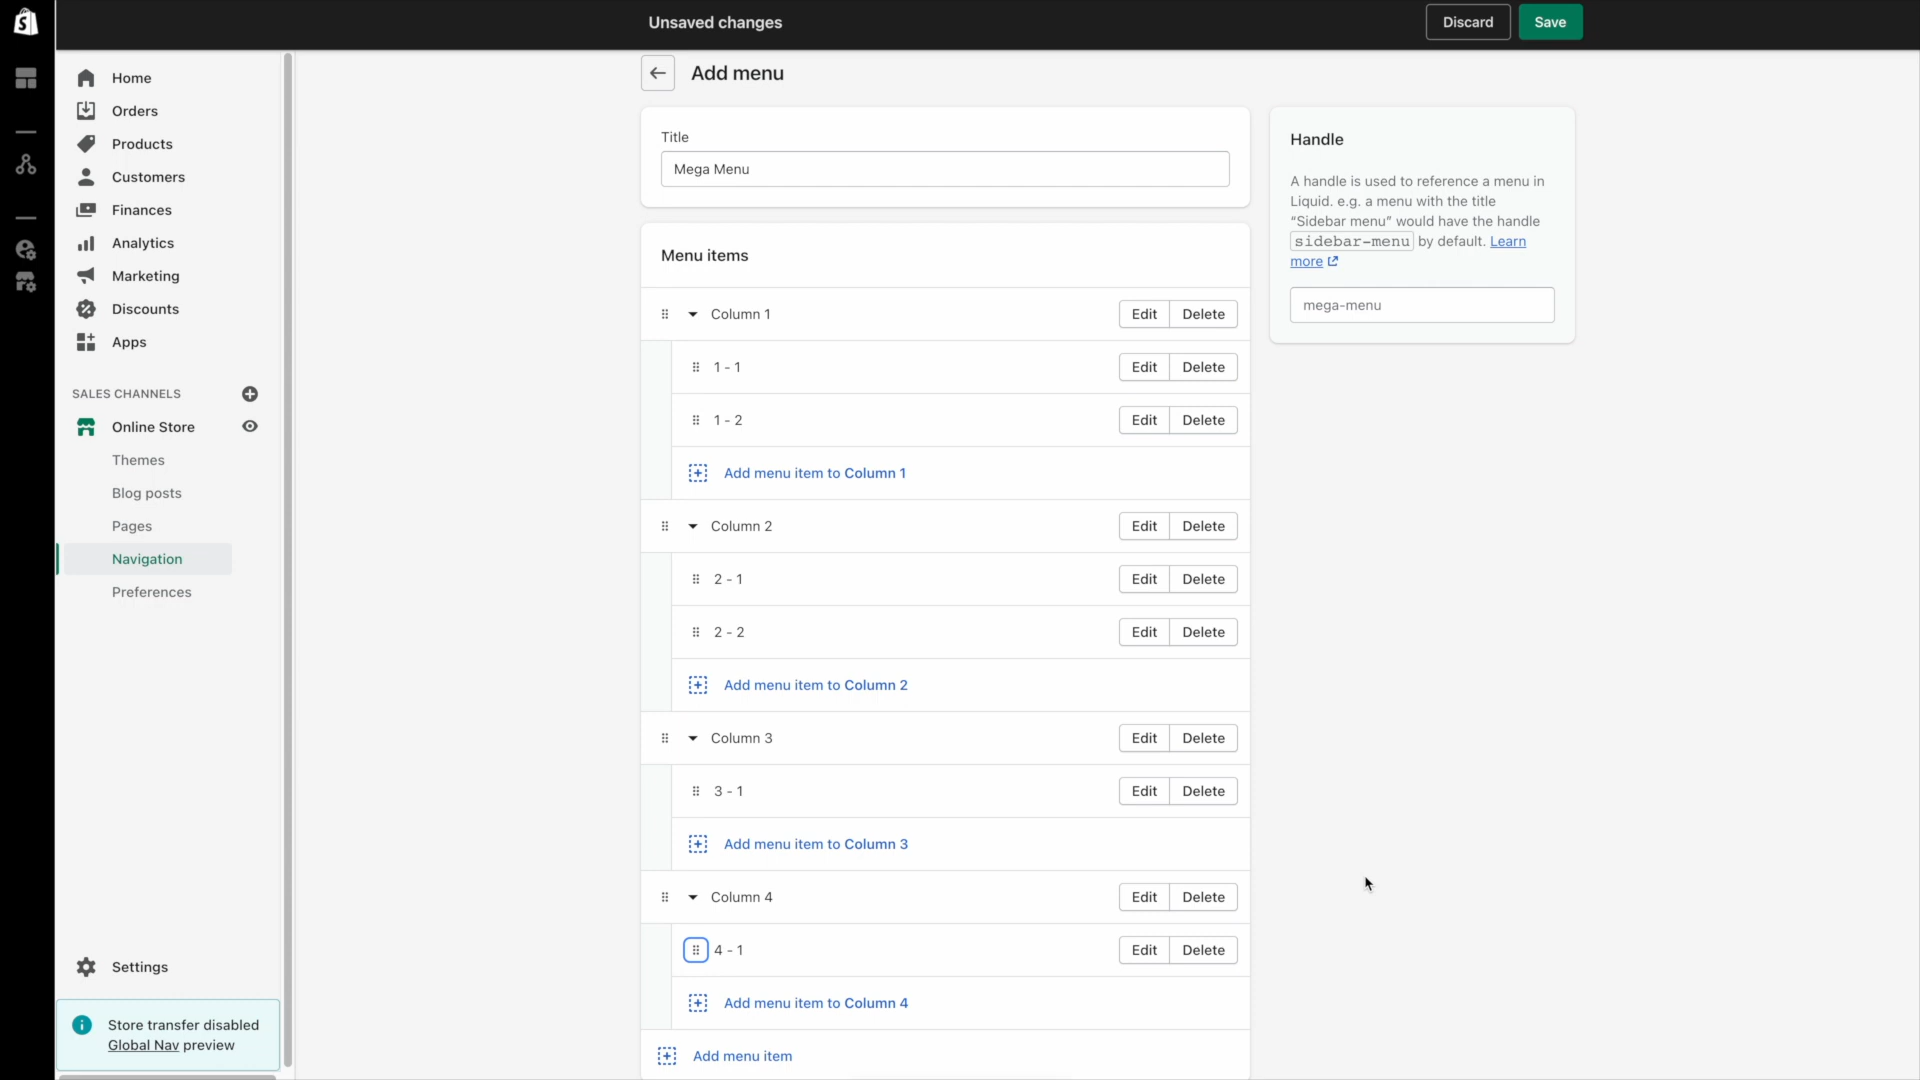 Unsaved changes
Discard
Save
Home
Orders
Products
Customers
Finances
Analytics
Marketing
Discounts
Apps
SALES CHANNELS
Online Store
Themes
Blog posts
Pages
Navigation
Preferences
Settings
Store transfer disabled
Global Nav preview
Add menu
Title
Mega Menu
Menu items
Column 1 Edit Delete
1 - 1 Edit Delete
1 - 2 Edit Delete
Add menu item to Column 1
Column 2 Edit Delete
2 - 1 Edit Delete
2 - 2 Edit Delete
Add menu item to Column 2
Column 3 Edit Delete
3 - 1 Edit Delete
Add menu item to Column 3
Column 4 Edit Delete
4 - 1 Edit Delete
Add menu item to Column 4
Add menu item
Handle
A handle is used to reference a menu in
Liquid. e.g. a menu with the title
“Sidebar menu” would have the handle
sidebar-menu by default. Learn
more
mega-menu